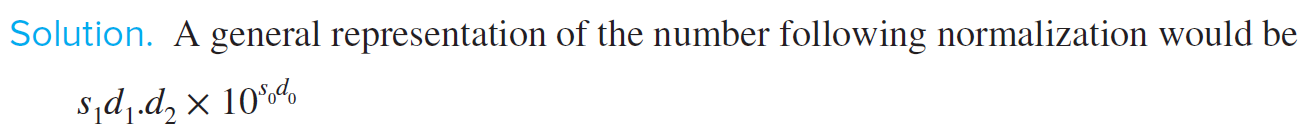 Solution. A general representation of the number following normalization would be
s₁d₁.d₂ × 10^{s₀d₀}